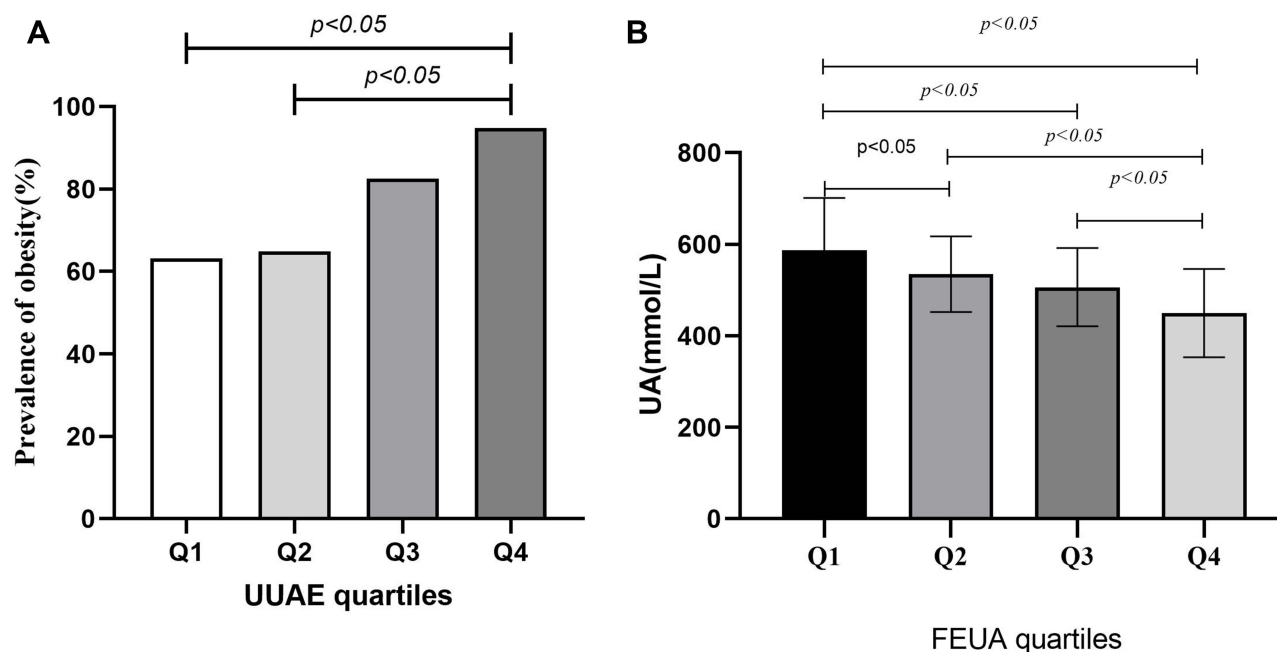 A
p<0.05
p<0.05
Prevalence of obesity(%)
100
80
60
40
20
0
Q1 Q2 Q3 Q4
UUAE quartiles
B
p<0.05
p<0.05
p<0.05
p<0.05
p<0.05
UA(mmol/L)
800
600
400
200
0
Q1 Q2 Q3 Q4
FEUA quartiles